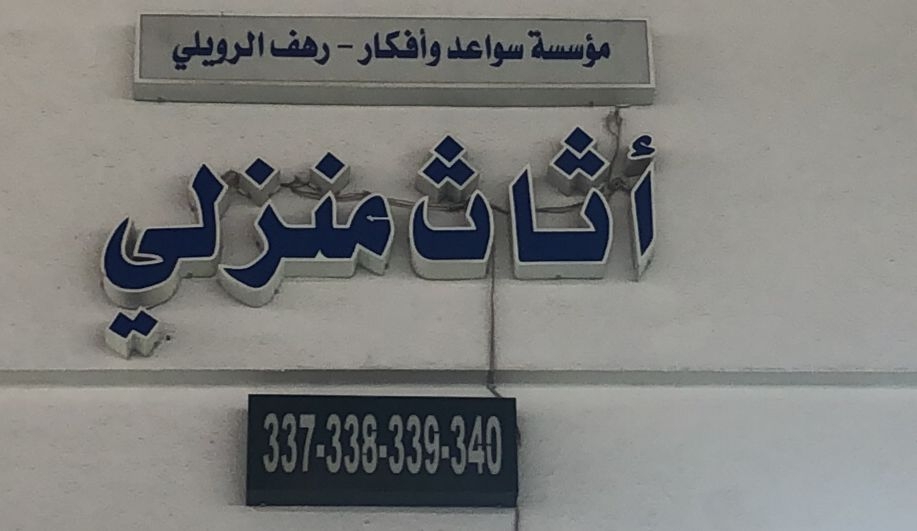 مؤسسة سواعد وأفكار - رهف الرويلي
أثاث منزلي
337-338-339-340